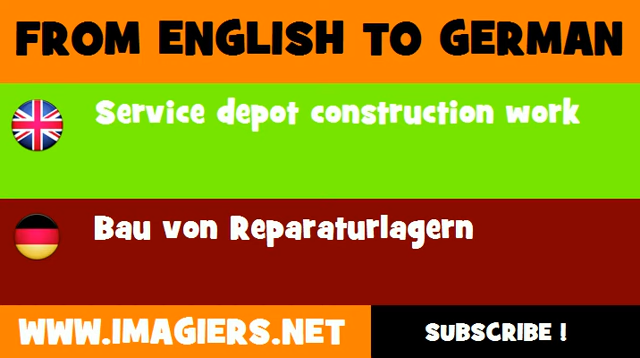 FROM ENGLISH TO GERMAN
Service depot construction work
Bau von Reparaturlagern
WWW.IMAGIERS.NET
SUBSCRIBE !